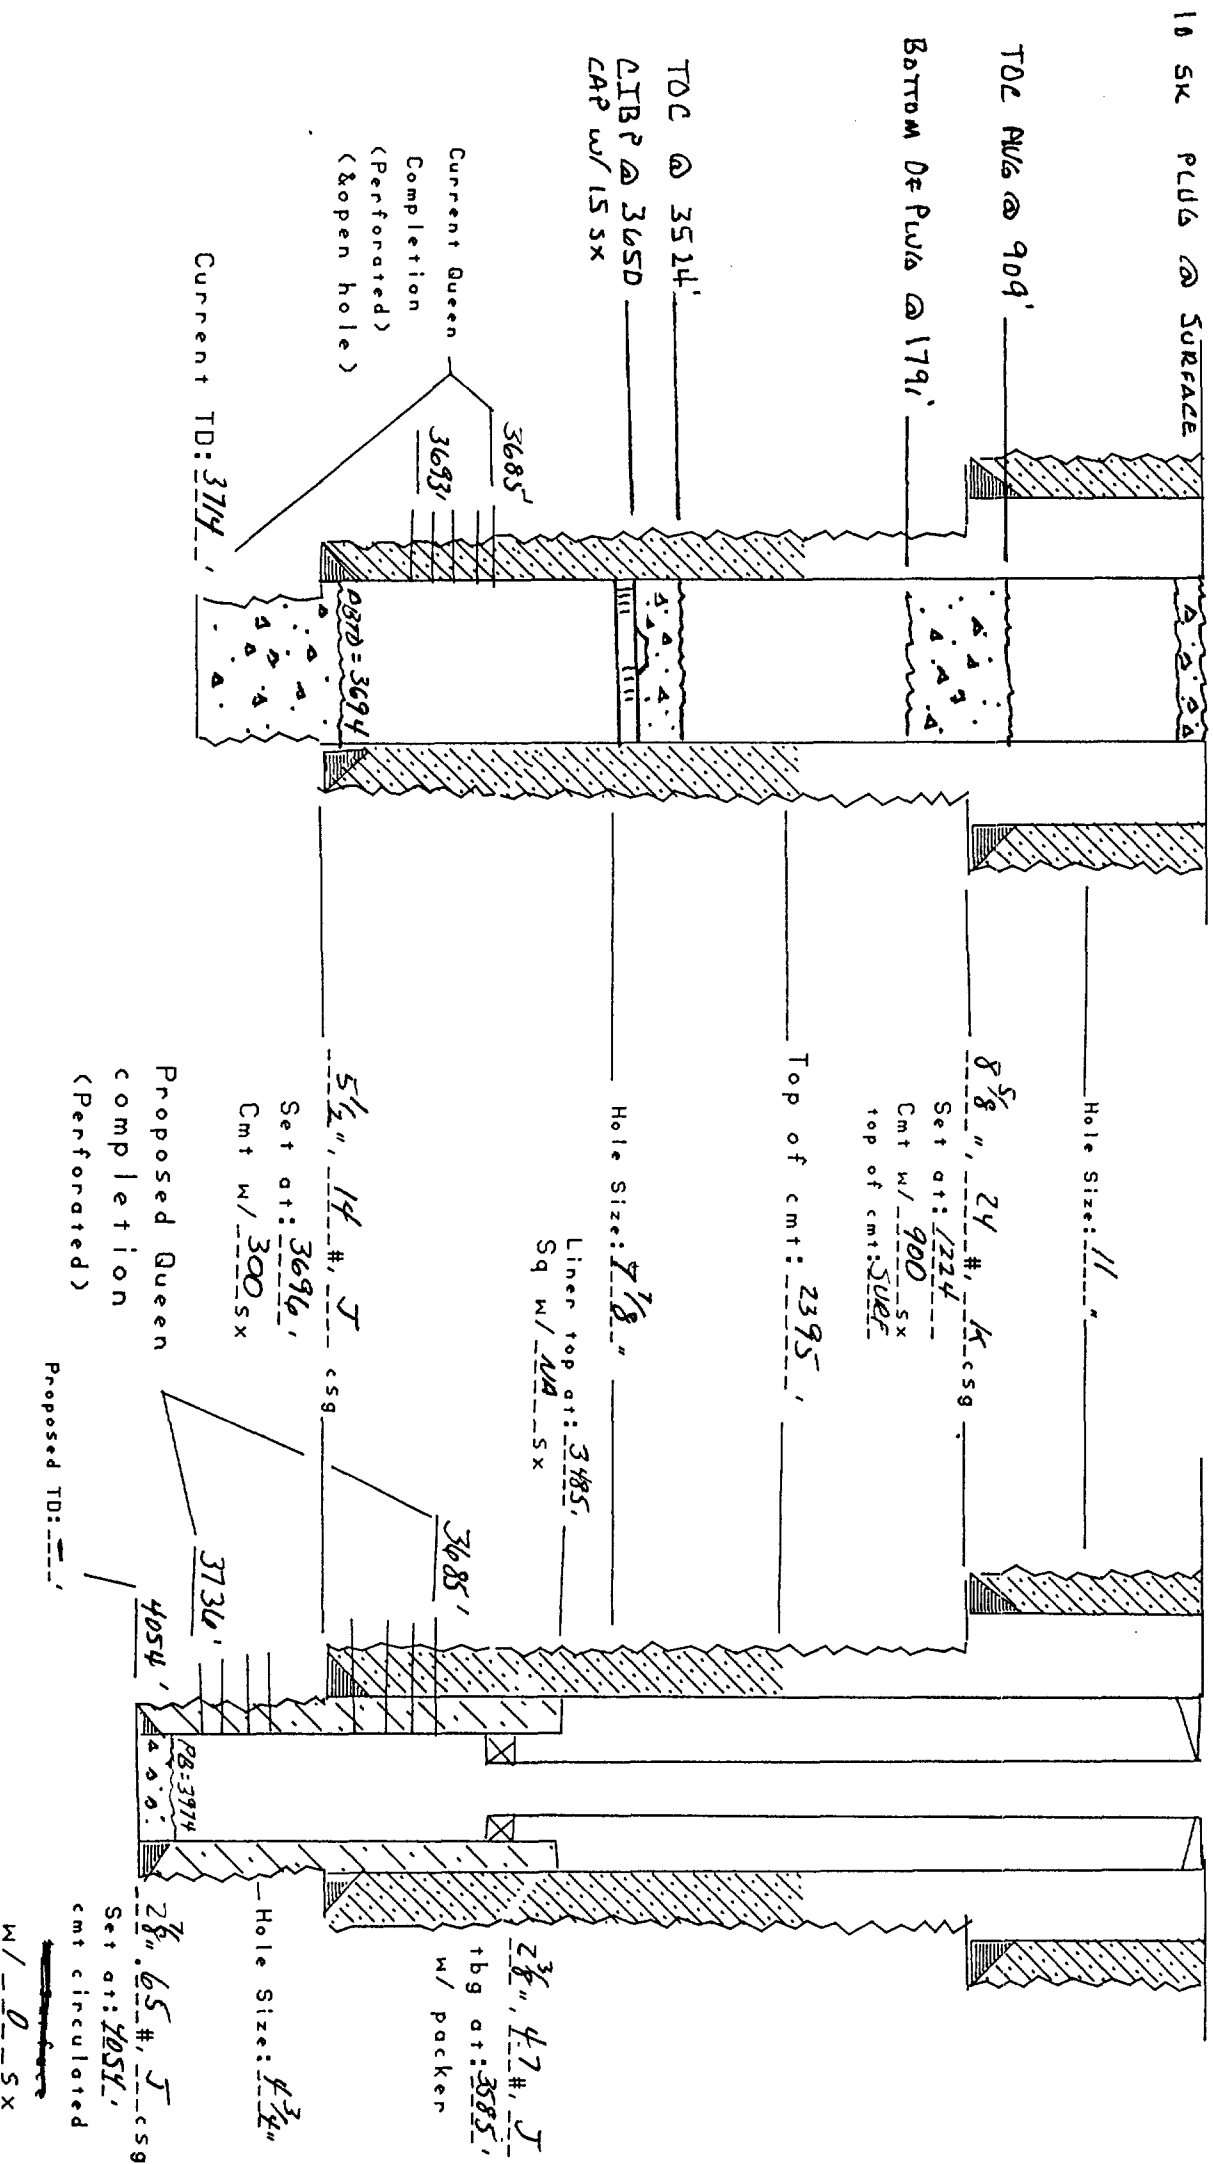 10 SK PLUG @ SURFACE
TOC PLUG @ 909'
BOTTOM OF PLUG @ 1791'
TOC @ 3524'
CIBP @ 3650
CAP w/ 15 sx
Current Queen
Completion
(Perforated)
(&open hole)
3685'
3693'
Current TD: 3714'
PBTD = 3694
Hole Size: 11"
8 5/8", 24 #, K csg
Set at: 1224
Cmt w/ 900 sx
top of cmt: SURF
Top of cmt: 2395'
Hole Size: 7 7/8"
Liner top at: 3485'
Sq w/ NA sx
5 1/2", 14 #, J csg
Set at: 3696'
Cmt w/ 300 sx
Proposed Queen
completion
(Perforated)
3685'
3736'
Proposed TD: -'
4054'
PB=3974
2 3/8", 4.7 #, J
tbg at: 3585'
w/ packer
Hole Size: 4 3/4"
2 7/8", 6.5 #, J csg
Set at: 4054'
cmt circulated
w/ 0 sx